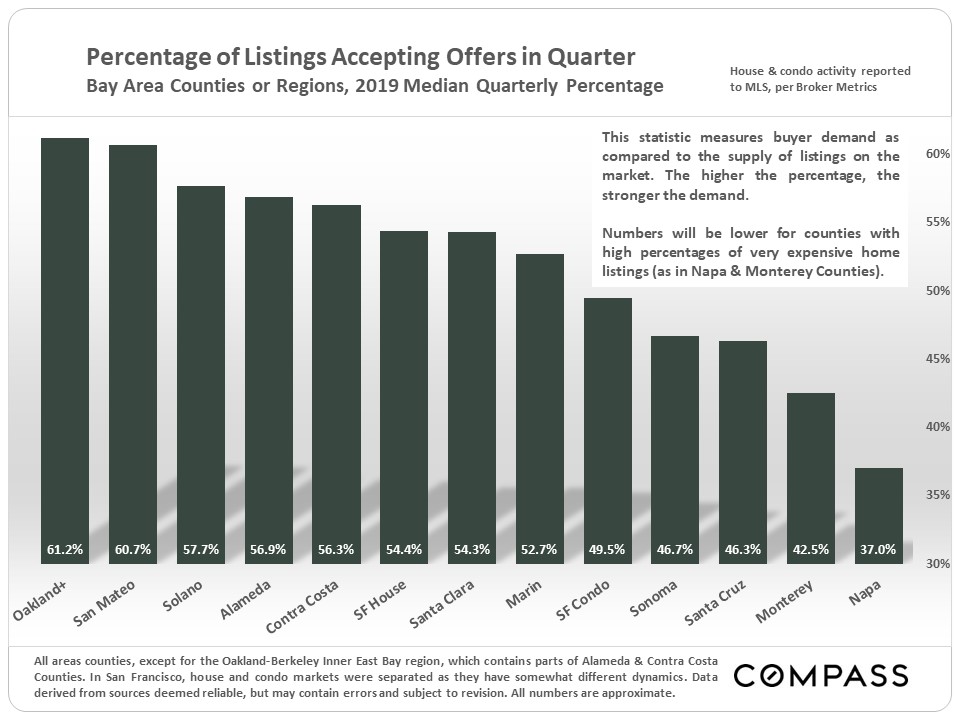 Percentage of Listings Accepting Offers in Quarter
Bay Area Counties or Regions, 2019 Median Quarterly Percentage
House & condo activity reported
to MLS, per Broker Metrics
This statistic measures buyer demand as
compared to the supply of listings on the
market. The higher the percentage, the
stronger the demand.
Numbers will be lower for counties with
high percentages of very expensive home
listings (as in Napa & Monterey Counties).
60%
55%
50%
45%
40%
35%
30%
61.2% 60.7% 57.7% 56.9% 56.3% 54.4% 54.3% 52.7% 49.5% 46.7% 46.3% 42.5% 37.0%
Oakland+ San Mateo Solano Alameda Contra Costa SF House Santa Clara Marin SF Condo Sonoma Santa Cruz Monterey Napa
All areas counties, except for the Oakland-Berkeley Inner East Bay region, which contains parts of Alameda & Contra Costa
Counties. In San Francisco, house and condo markets were separated as they have somewhat different dynamics. Data
derived from sources deemed reliable, but may contain errors and subject to revision. All numbers are approximate.
COMPASS